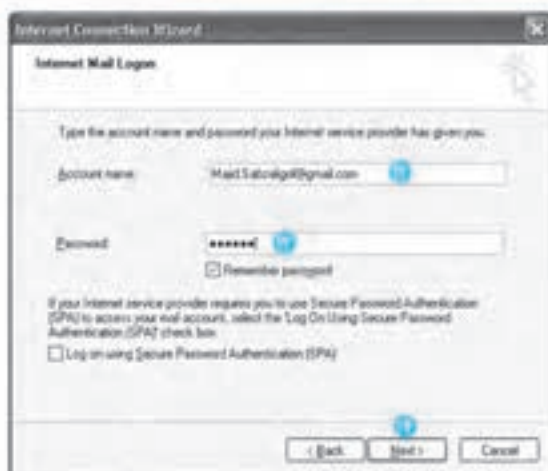 Internet Connection Wizard
Internet Mail Logon
Type the account name and password your Internet service provider has given you.
Account name:
Password:
Remember password
If your Internet service provider requires you to use Secure Password Authentication
(SPA) to access your mail account, select the 'Log On Using Secure Password
Authentication (SPA)' check box.
Log on using Secure Password Authentication (SPA)
< Back
Next >
Cancel